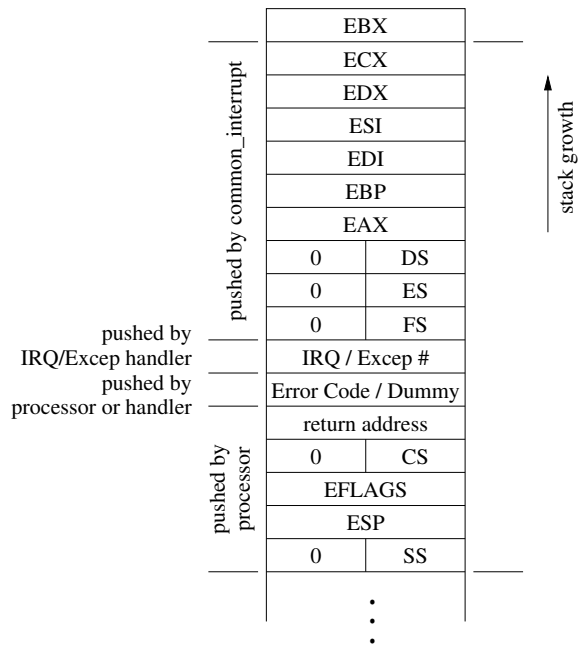 EBX
ECX
EDX
ESI
EDI
EBP
EAX
0 DS
0 ES
0 FS
IRQ / Excep #
Error Code / Dummy
return address
0 CS
EFLAGS
ESP
0 SS
pushed by common_interrupt
pushed by
IRQ/Excep handler
pushed by
processor or handler
pushed by
processor
stack growth